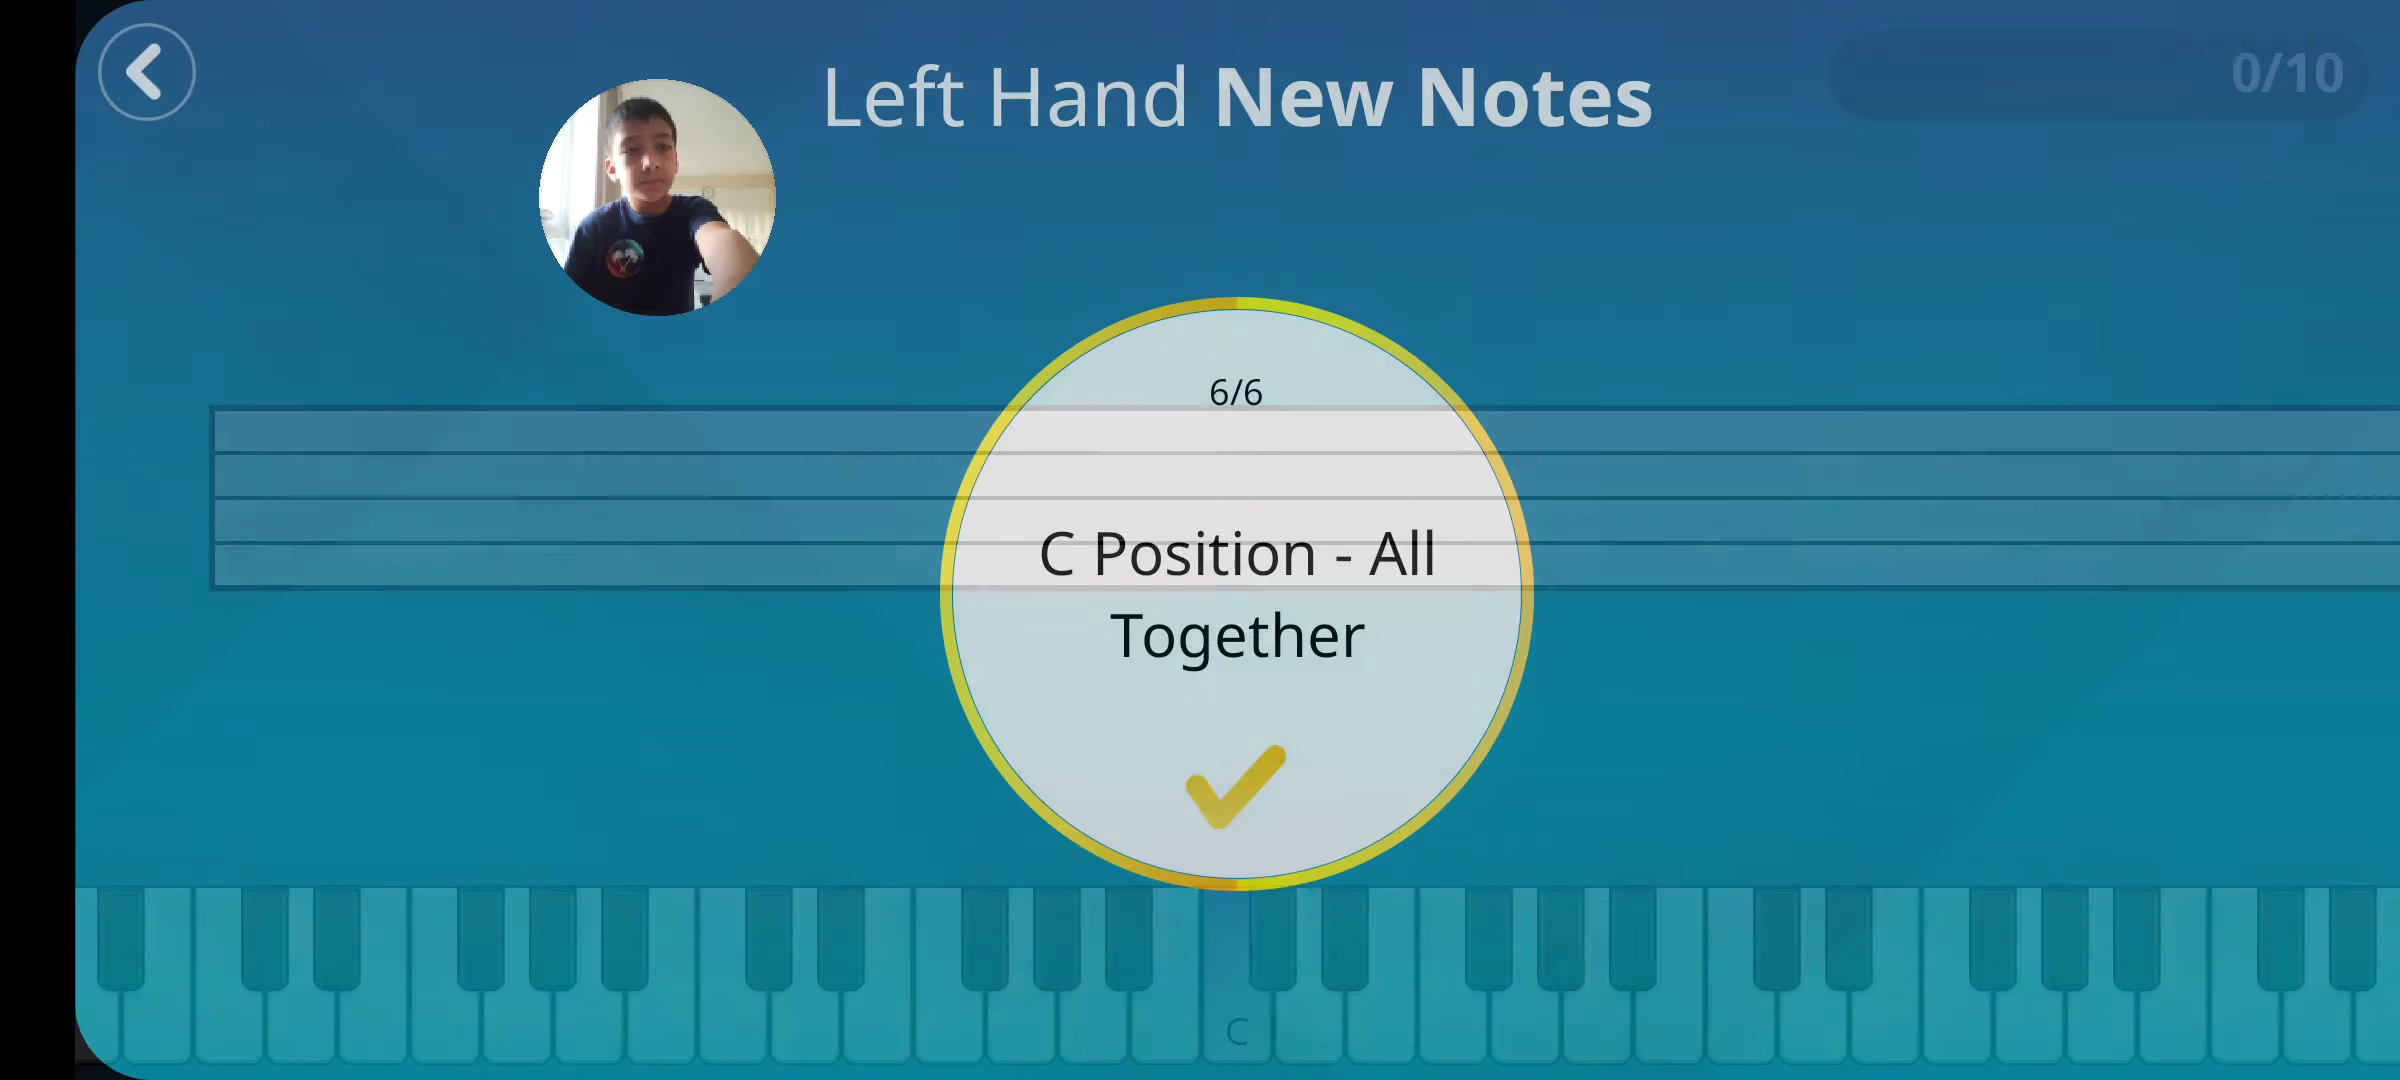 Left Hand New Notes
0/10
6/6
C Position - All
Together
C